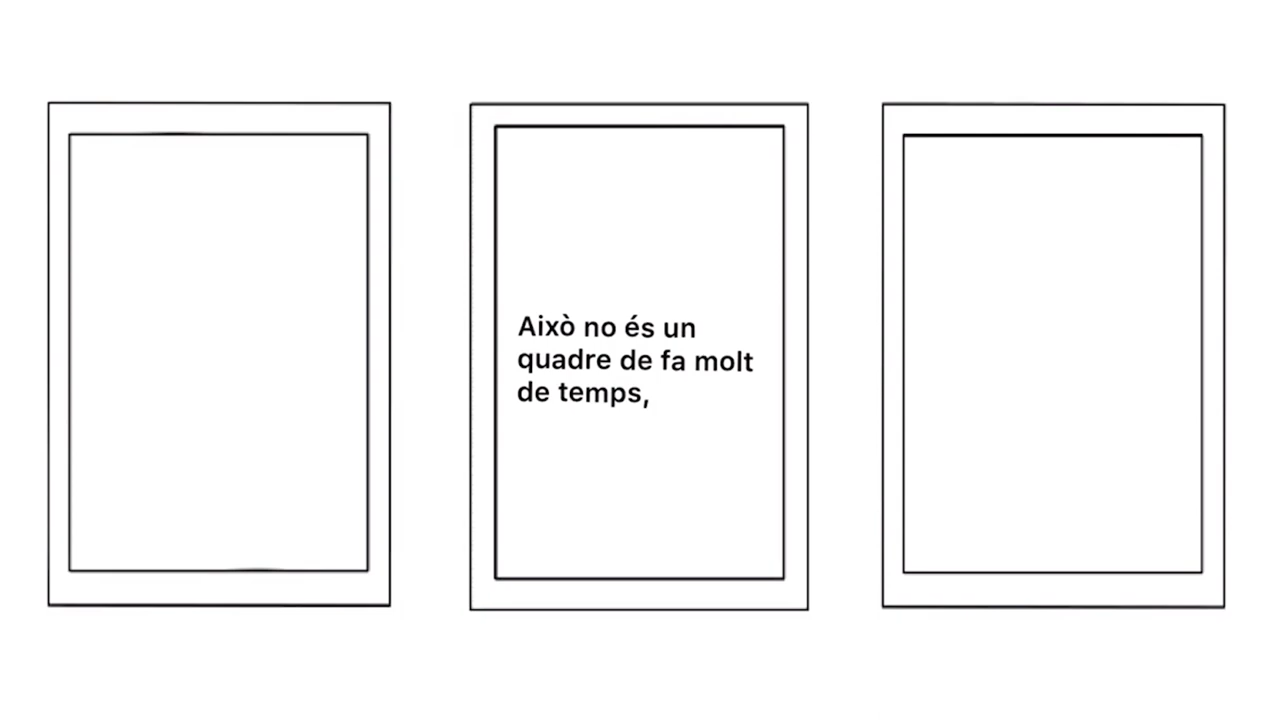 Això no és un
quadre de fa molt
de temps,